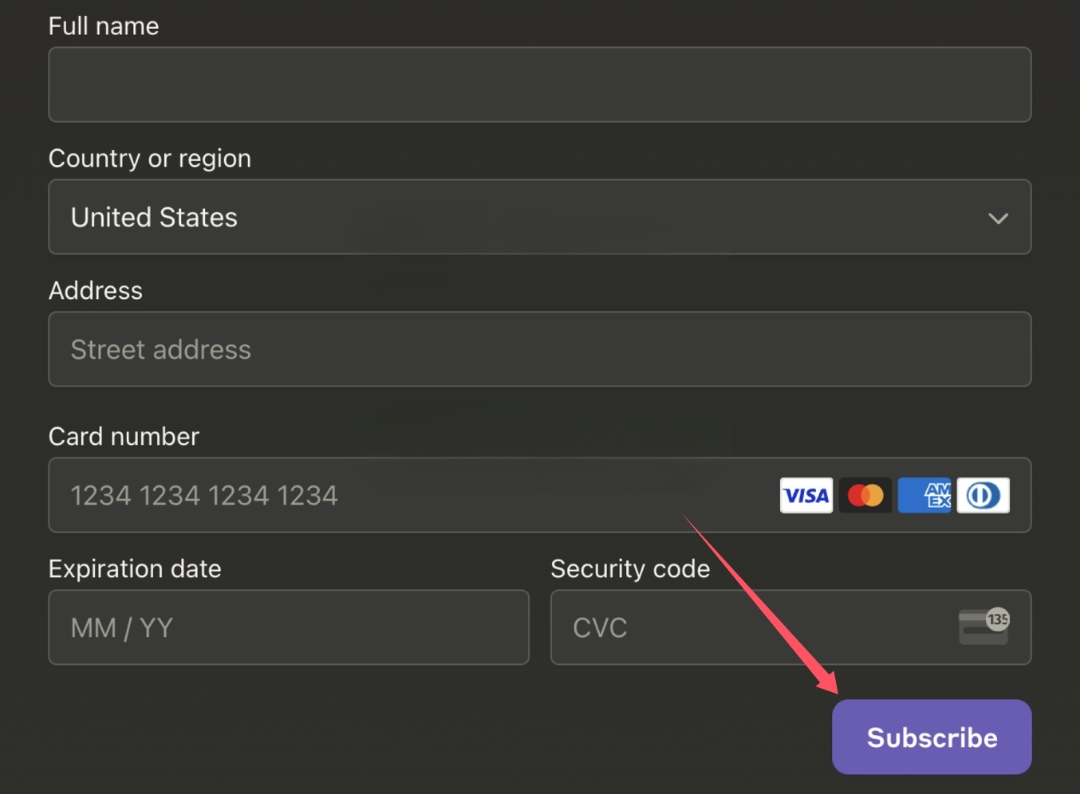 Full name
Country or region
United States
Address
Street address
Card number
1234 1234 1234 1234 VISA AM EX
Expiration date Security code
MM / YY CVC 135
Subscribe